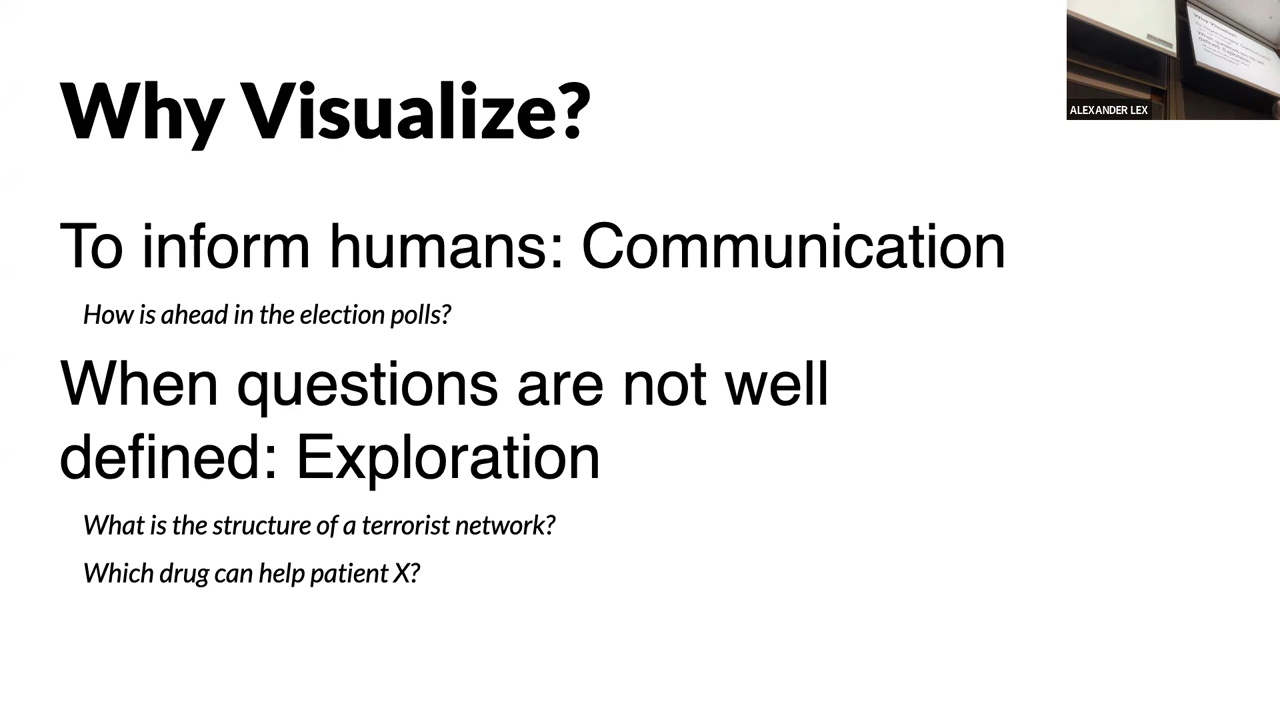 Why Visualize?
ALEXANDER LEX
To inform humans: Communication
How is ahead in the election polls?
When questions are not well
defined: Exploration
What is the structure of a terrorist network?
Which drug can help patient X?